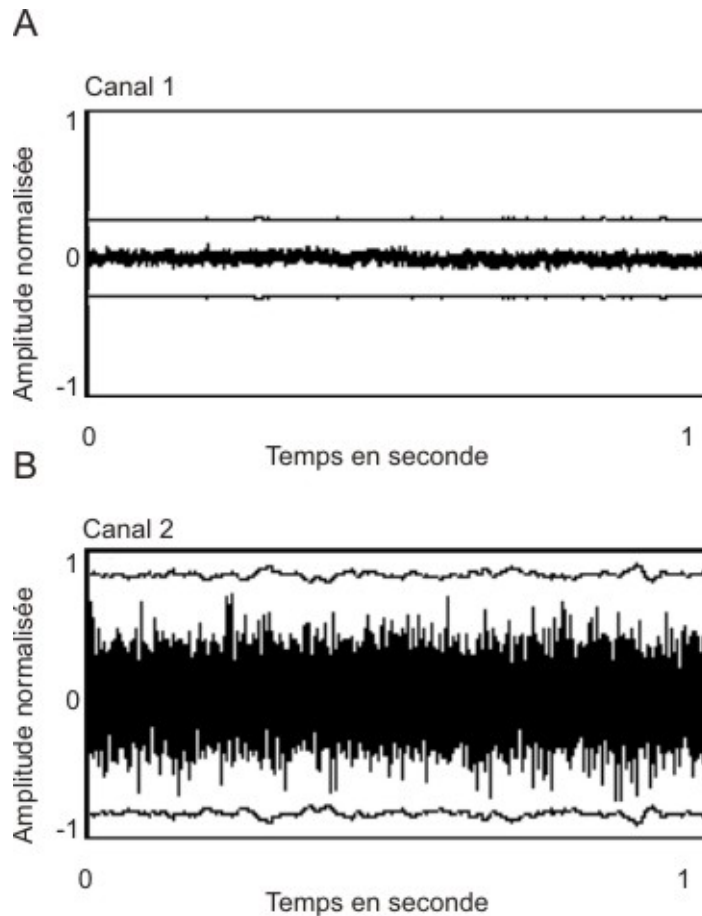 A
Canal 1
1
0
-1
Amplitude normalisée
0
1
Temps en seconde
B
Canal 2
1
0
-1
Amplitude normalisée
0
1
Temps en seconde